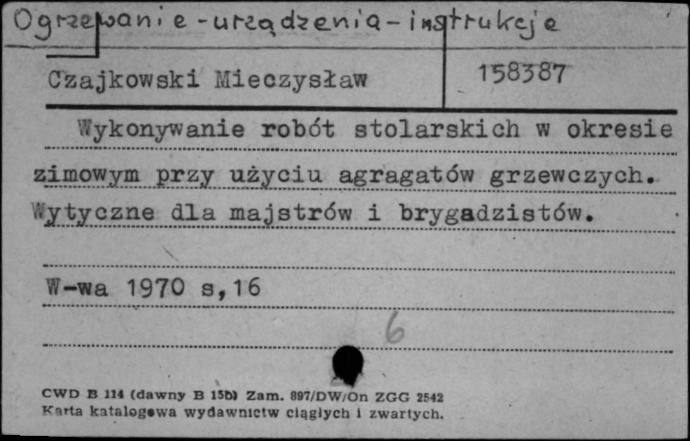 Ogrzewanie - urządzenia - instrukcje
Czajkowski Mieczysław
158387
Wykonywanie robót stolarskich w okresie
zimowym przy użyciu agragatów grzewczych.
Wytyczne dla majstrów i brygadzistów.
W-wa 1970 s,16
6
CWD B 114 (dawny B 15b) Zam. 897/DW/On ZGG 2542
Karta katalogowa wydawnictw ciągłych i zwartych.